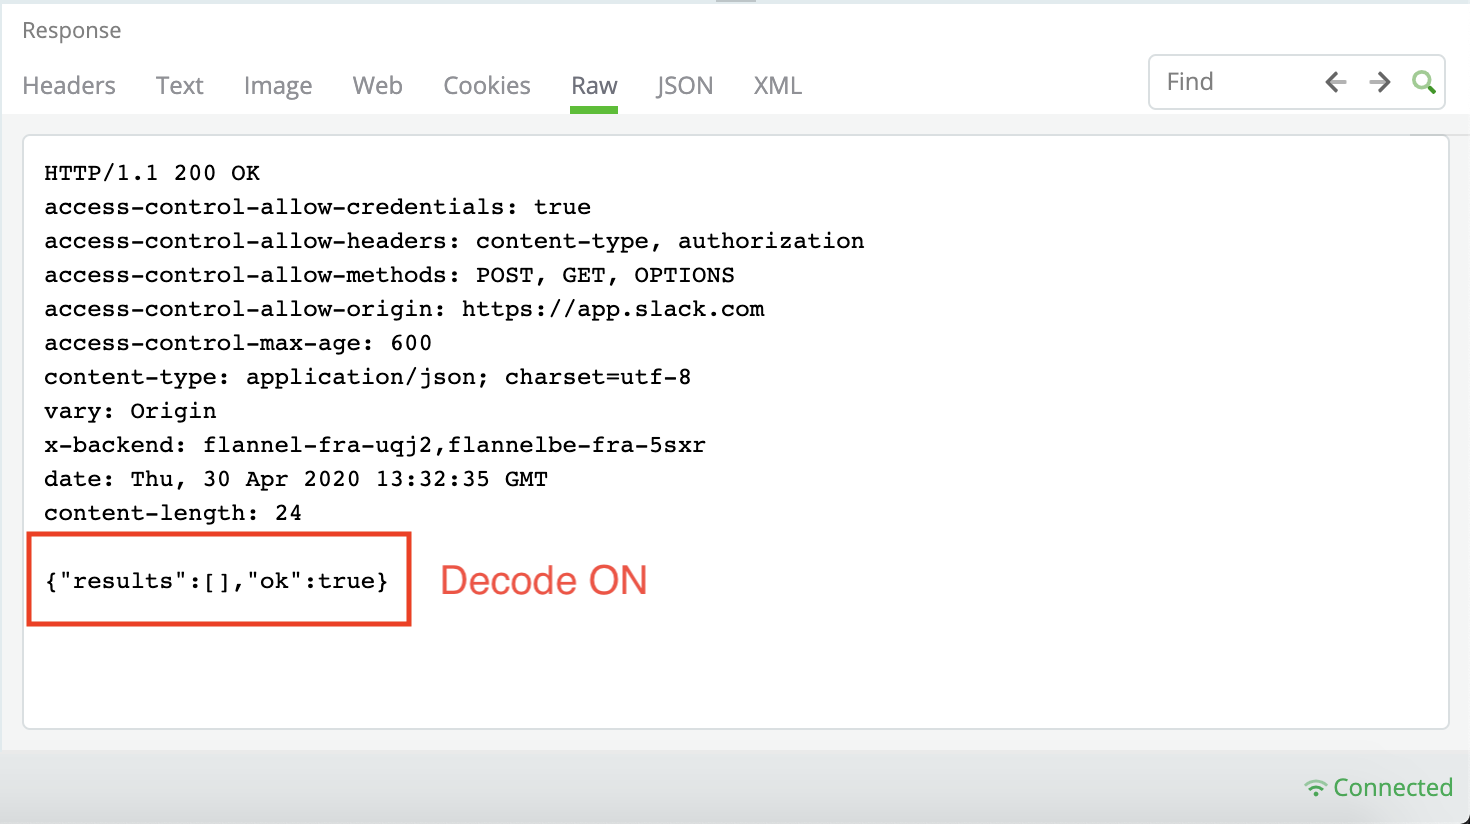 Response
Headers Text Image Web Cookies Raw JSON XML Find
HTTP/1.1 200 OK
access-control-allow-credentials: true
access-control-allow-headers: content-type, authorization
access-control-allow-methods: POST, GET, OPTIONS
access-control-allow-origin: https://app.slack.com
access-control-max-age: 600
content-type: application/json; charset=utf-8
vary: Origin
x-backend: flannel-fra-uqj2,flannelbe-fra-5sxr
date: Thu, 30 Apr 2020 13:32:35 GMT
content-length: 24
{"results":[],"ok":true} Decode ON
Connected